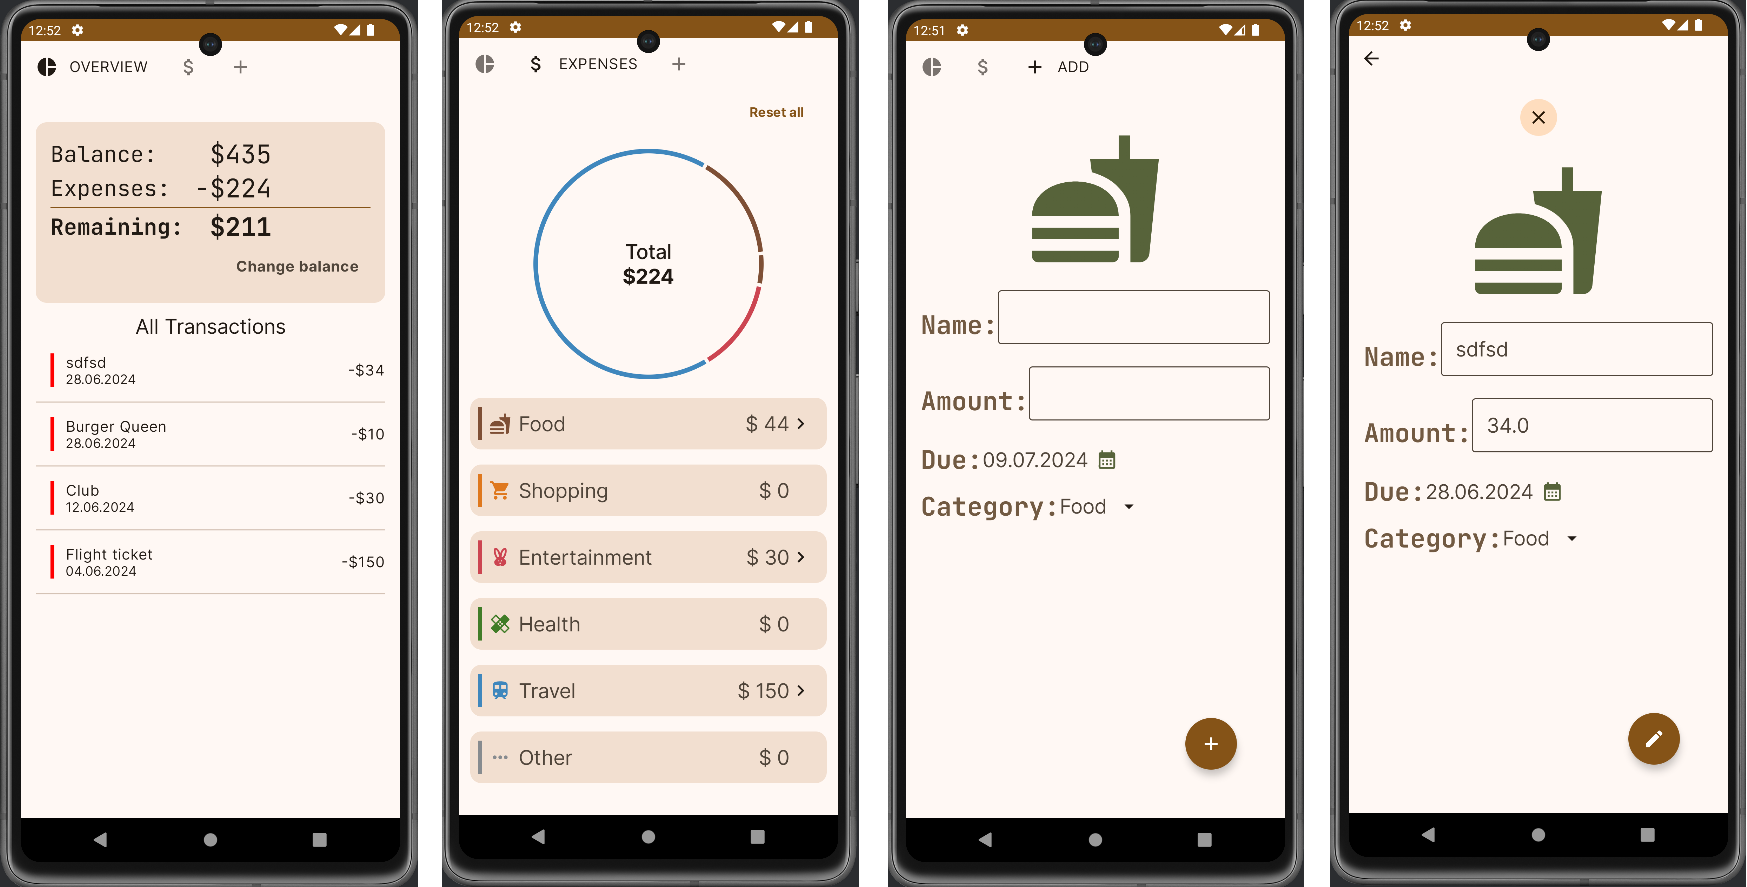 12:52
OVERVIEW $ +
Balance: $435
Expenses: -$224
Remaining: $211
Change balance
All Transactions
sdfsd
28.06.2024
-$34
Burger Queen
28.06.2024
-$10
Club
12.06.2024
-$30
Flight ticket
04.06.2024
-$150
12:52
$ EXPENSES +
Reset all
Total
$224
Food $ 44
Shopping $ 0
Entertainment $ 30
Health $ 0
Travel $ 150
Other $ 0
12:51
$ + ADD
Name:
Amount:
Due: 09.07.2024
Category: Food
12:52
Name: sdfsd
Amount: 34.0
Due: 28.06.2024
Category: Food